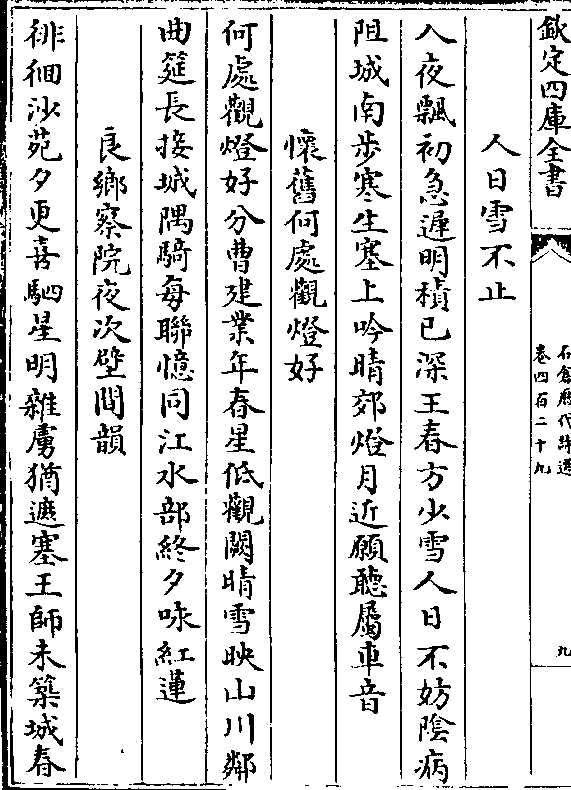 欽定四庫全書
石倉歷代詩選
卷四百二十九
九
人日雪不止
入夜飄初急遲明積已深王春方少雪人日不妨陰病
阻城南步寒生塞上吟晴郊燈月近願聽屬車音
懷舊何處觀燈好
何處觀燈好分曹建業年春星低觀闕晴雪映山川鄰
曲筵長接城隅騎每聯憶同江水部終夕咏紅蓮
良鄉察院夜次壁間韻
徘徊沙苑夕更喜駟星明雜虜猶遮塞王師未築城春